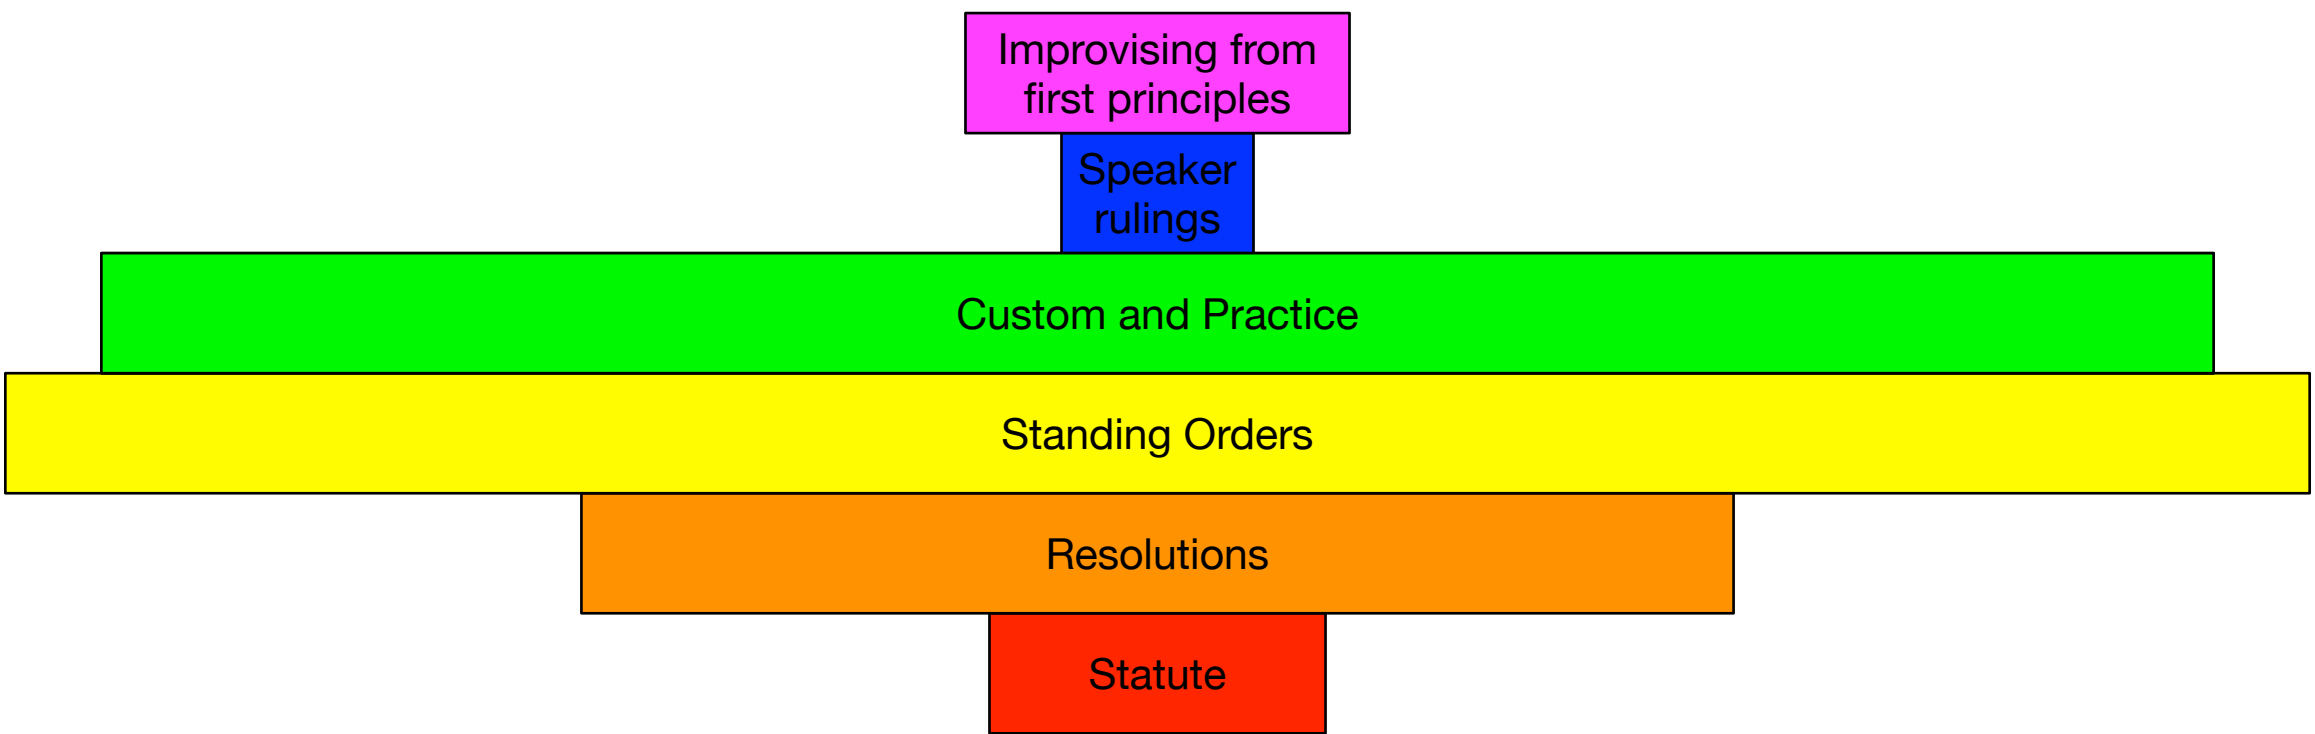 Improvising from
first principles
Speaker
rulings
Custom and Practice
Standing Orders
Resolutions
Statute